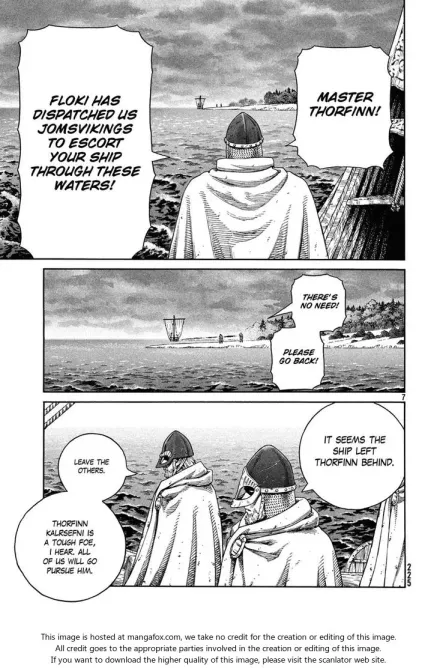 MASTER
THORFINN!
FLOKI HAS
DISPATCHED US
JOMSVIKINGS
TO ESCORT
YOUR SHIP
THROUGH THESE
WATERS!
THERE'S
NO NEED!
PLEASE
GO BACK!
7
IT SEEMS
THE SHIP
LEFT
THORFINN
BEHIND.
LEAVE THE
OTHERS.
THORFINN
KALRSEFNI IS
A TOUGH FOE,
I HEAR. ALL
OF US WILL GO
PURSUE HIM.
225
This image is hosted at mangafox.com, we take no credit for the creation or editing of this image.
All credit goes to the appropriate parties involved in the creation or editing of this image.
If you want to download the higher quality of this image, please visit the scanlator web site.